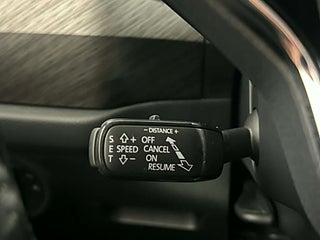 − DISTANCE +
S ⇧+ OFF
E SPEED CANCEL
T ⇩− ON
RESUME